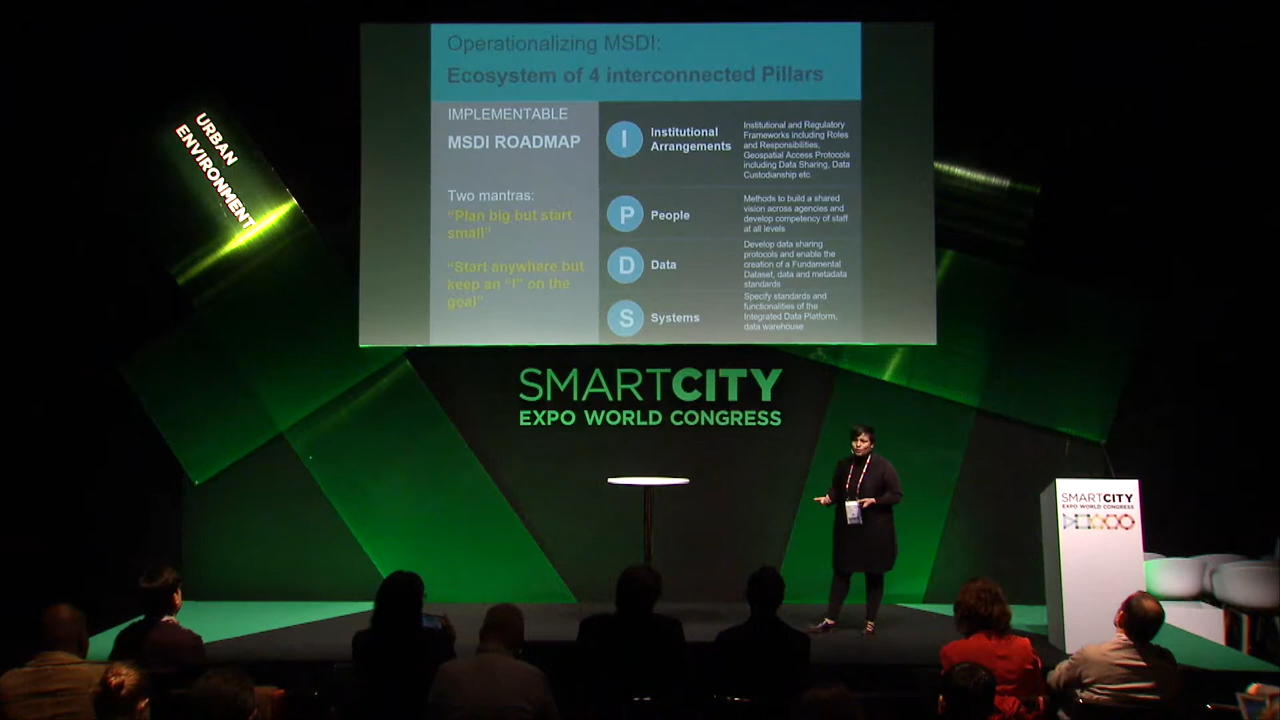 Operationalizing MSDI:
Ecosystem of 4 interconnected Pillars
IMPLEMENTABLE
MSDI ROADMAP
Two mantras:
"Plan big but start
small"
"Start anywhere but
keep an "I" on the
goal"
I
Institutional
Arrangements
Institutional and Regulatory
Frameworks including Roles
and Responsibilities,
Geospatial Access Protocols
including Data Sharing, Data
Custodianship etc.
P
People
Methods to build a shared
vision across agencies and
develop competency of staff
at all levels
D
Data
Develop data sharing
protocols and enable the
creation of a Fundamental
Dataset, data and metadata
standards
S
Systems
Specify standards and
functionalities of the
Integrated Data Platform,
data warehouse
URBAN
ENVIRONMENT
SMARTCITY
EXPO WORLD CONGRESS
SMARTCITY
EXPO WORLD CONGRESS